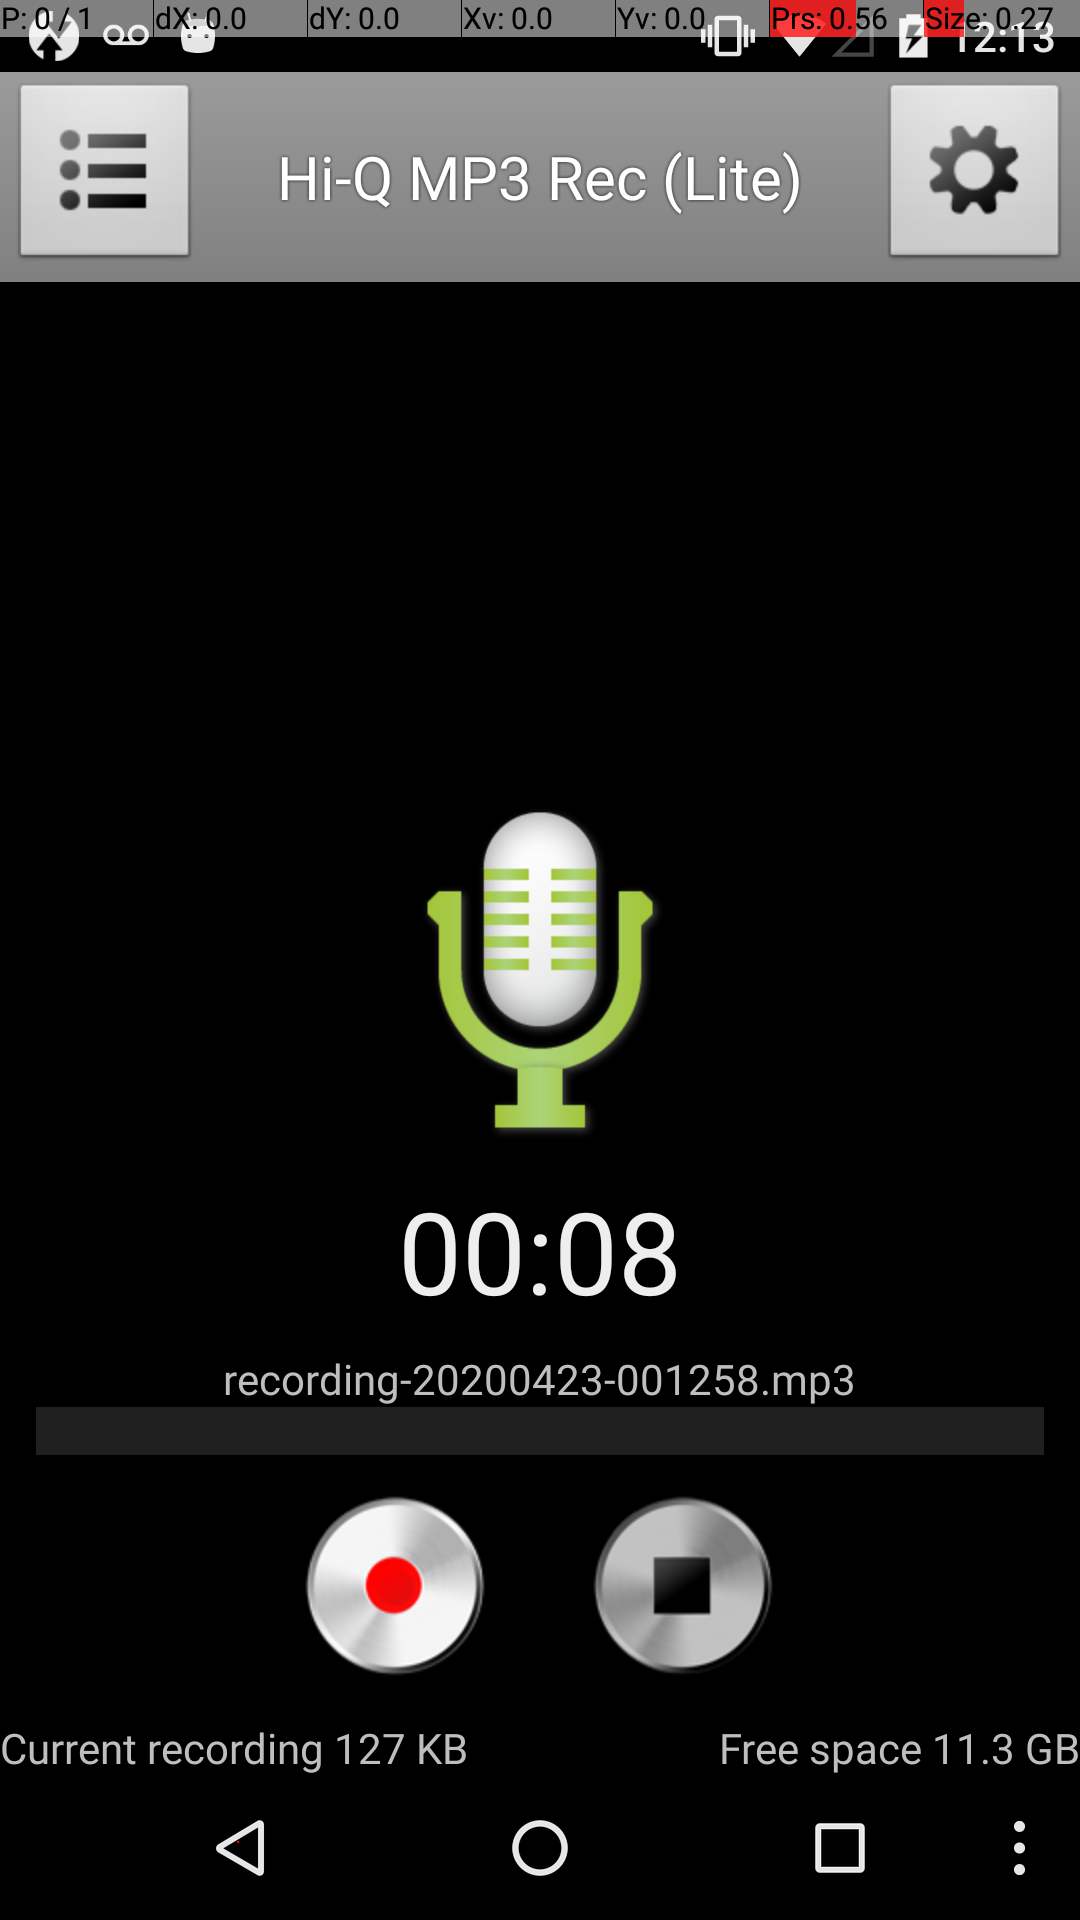 P: 0 / 1 dX: 0.0 dY: 0.0 Xv: 0.0 Yv: 0.0 Prs: 0.56 Size: 0.27
12:13
Hi-Q MP3 Rec (Lite)
00:08
recording-20200423-001258.mp3
Current recording 127 KB Free space 11.3 GB